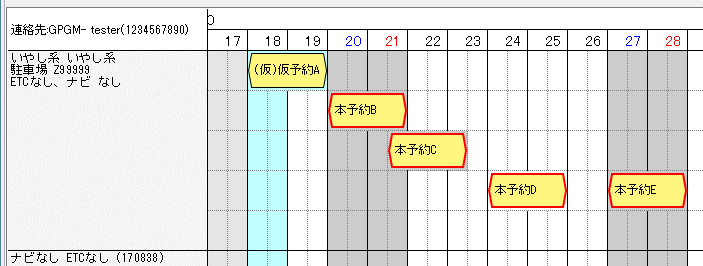 連絡先:GPGM- tester(1234567890)
17 18 19 20 21 22 23 24 25 26 27 28
いやし系 いやし系
駐車場 Z99999
ETCなし、ナビ なし
(仮)仮予約A
本予約B
本予約C
本予約D
本予約E
ナビなし ETCなし (170838)